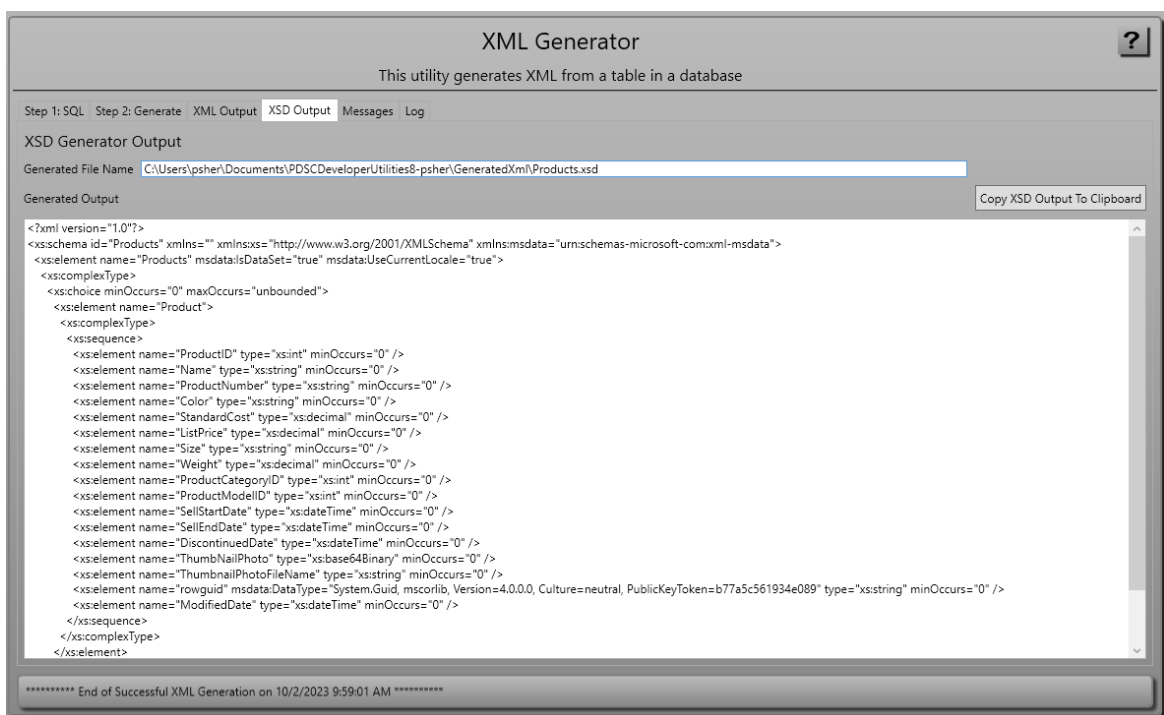 XML Generator
?
This utility generates XML from a table in a database
Step 1: SQL Step 2: Generate XML Output XSD Output Messages Log
XSD Generator Output
Generated File Name C:\Users\psher\Documents\PDSCDeveloperUtilities8-psher\GeneratedXml\Products.xsd
Generated Output
Copy XSD Output To Clipboard
<?xml version="1.0"?>
<xs:schema id="Products" xmlns="" xmlns:xs="http://www.w3.org/2001/XMLSchema" xmlns:msdata="urn:schemas-microsoft-com:xml-msdata">
<xs:element name="Products" msdata:IsDataSet="true" msdata:UseCurrentLocale="true">
<xs:complexType>
<xs:choice minOccurs="0" maxOccurs="unbounded">
<xs:element name="Product">
<xs:complexType>
<xs:sequence>
<xs:element name="ProductID" type="xs:int" minOccurs="0" />
<xs:element name="Name" type="xs:string" minOccurs="0" />
<xs:element name="ProductNumber" type="xs:string" minOccurs="0" />
<xs:element name="Color" type="xs:string" minOccurs="0" />
<xs:element name="StandardCost" type="xs:decimal" minOccurs="0" />
<xs:element name="ListPrice" type="xs:decimal" minOccurs="0" />
<xs:element name="Size" type="xs:string" minOccurs="0" />
<xs:element name="Weight" type="xs:decimal" minOccurs="0" />
<xs:element name="ProductCategoryID" type="xs:int" minOccurs="0" />
<xs:element name="ProductModelID" type="xs:int" minOccurs="0" />
<xs:element name="SellStartDate" type="xs:dateTime" minOccurs="0" />
<xs:element name="SellEndDate" type="xs:dateTime" minOccurs="0" />
<xs:element name="DiscontinuedDate" type="xs:dateTime" minOccurs="0" />
<xs:element name="ThumbNailPhoto" type="xs:base64Binary" minOccurs="0" />
<xs:element name="ThumbnailPhotoFileName" type="xs:string" minOccurs="0" />
<xs:element name="rowguid" msdata:DataType="System.Guid, mscorlib, Version=4.0.0.0, Culture=neutral, PublicKeyToken=b77a5c561934e089" type="xs:string" minOccurs="0" />
<xs:element name="ModifiedDate" type="xs:dateTime" minOccurs="0" />
</xs:sequence>
</xs:complexType>
</xs:element>
********** End of Successful XML Generation on 10/2/2023 9:59:01 AM **********